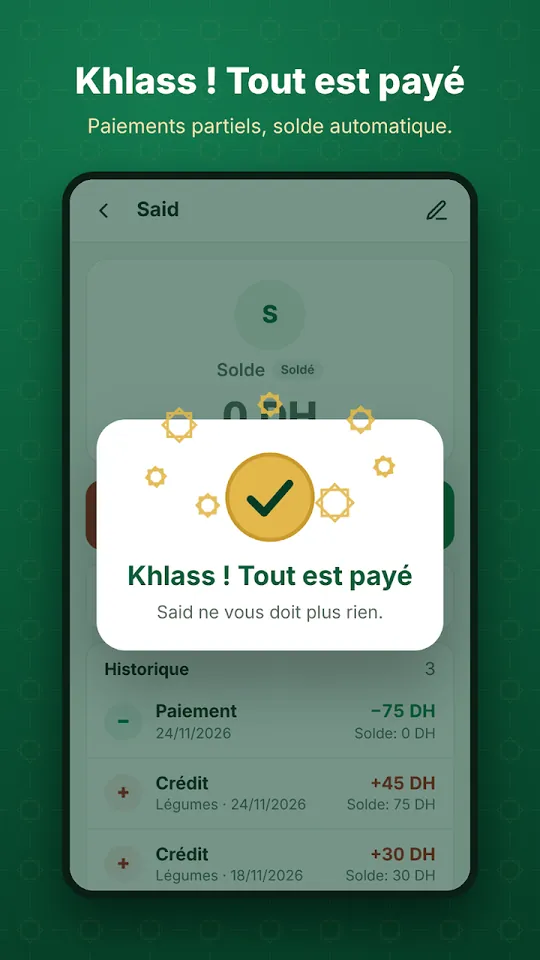 Khlass ! Tout est payé
Paiements partiels, solde automatique.
Said
S
Solde Soldé
0 DH
Khlass ! Tout est payé
Said ne vous doit plus rien.
Historique 3
Paiement −75 DH
24/11/2026 Solde: 0 DH
Crédit +45 DH
Légumes · 24/11/2026 Solde: 75 DH
Crédit +30 DH
Légumes · 18/11/2026 Solde: 30 DH